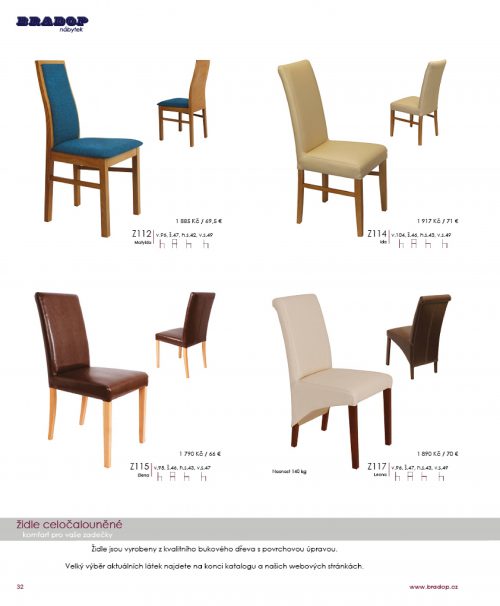 BRADOP
nábytek
1 885 Kč / 69,5 €
Z112 v.96, š.47, h.s.42, v.s.49
Matylda
1 917 Kč / 71 €
Z114 v.104, š.46, h.s.43, v.s.49
Ida
1 790 Kč / 66 €
Z115 v.98, š.46, h.s.43, v.s.47
Elena
1 890 Kč / 70 €
Nosnost 140 kg
Z117 v.96, š.47, h.s.43, v.s.49
Leona
židle celočalouněné
komfort pro vaše zadečky
Židle jsou vyrobeny z kvalitního bukového dřeva s povrchovou úpravou.
Velký výběr aktuálních látek najdete na konci katalogu a našich webových stránkách.
32
www.bradop.cz